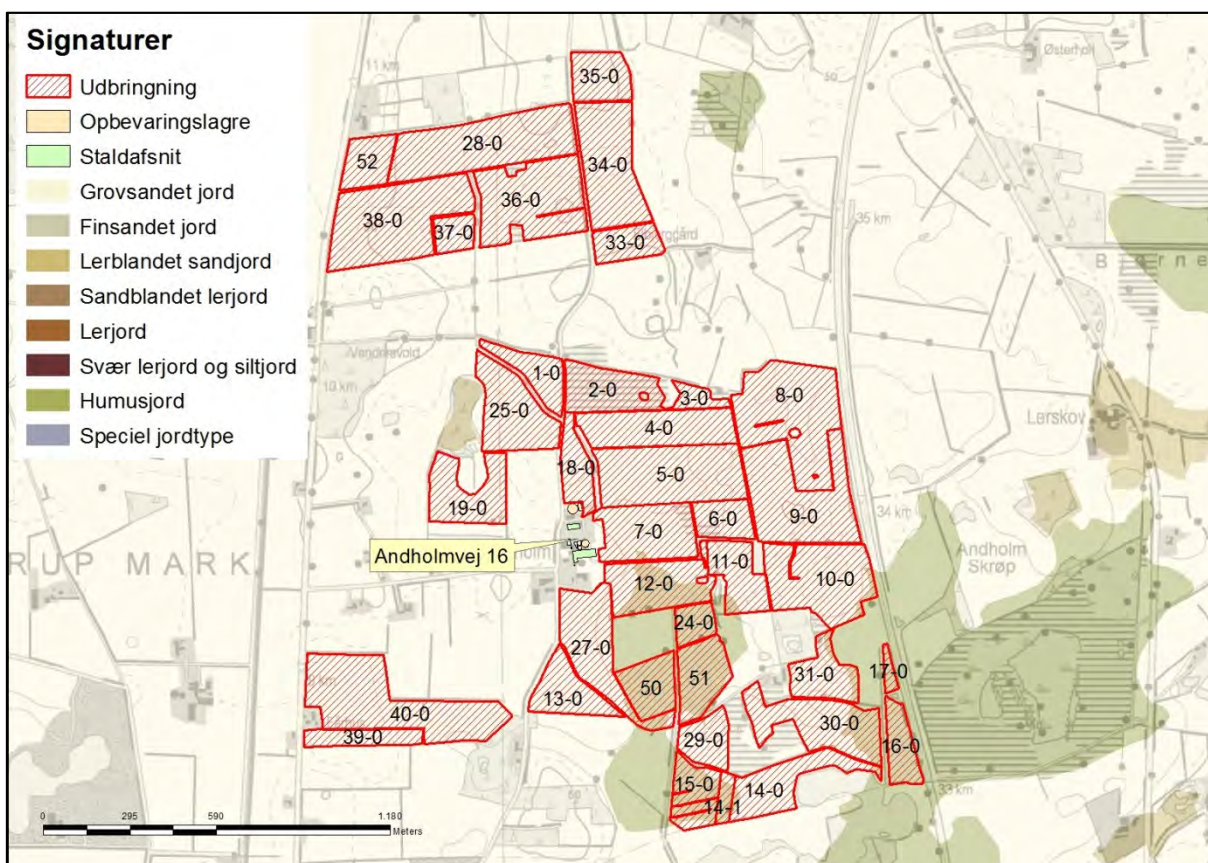 Signaturer
Udbringning
Opbevaringslagre
Staldafsnit
Grovsandet jord
Finsandet jord
Lerblandet sandjord
Sandblandet lerjord
Lerjord
Svær lerjord og siltjord
Humusjord
Speciel jordtype
11 km
Østerholt
50
35-0
28-0
52
34-0
36-0
38-0
37-0
33-0
35 km
Bjørne
Vendersvold
10 km
1-0
2-0
3-0
8-0
25-0
4-0
Lerskov
5-0
18-0
19-0
6-0
7-0
9-0
34 km
Andholm
Skrøp
RUP MARK
Andholmvej 16
11-0
10-0
12-0
24-0
27-0
17-0
31-0
50
51
13-0
40-0
30-0
39-0
29-0
16-0
15-0
14-0
14-1
33 km
50
0 295 590 1.180
Meters